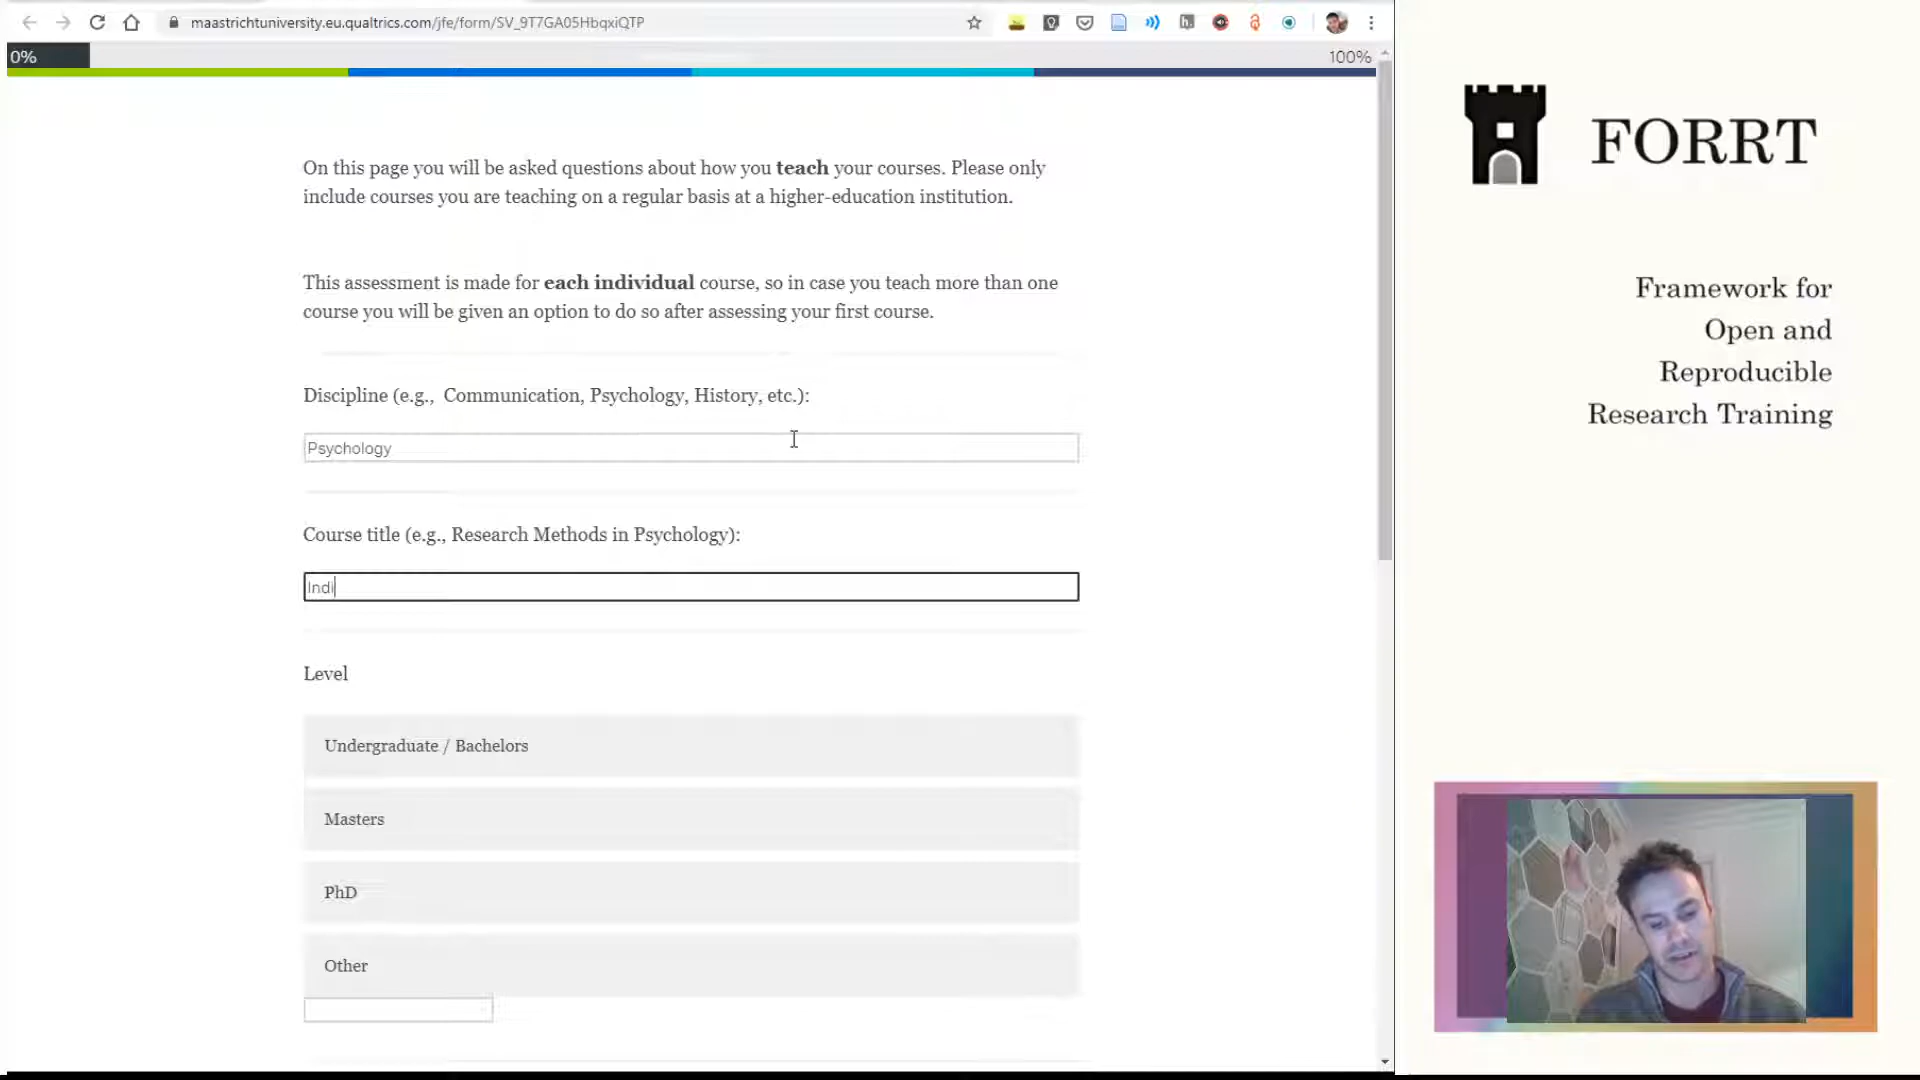 maastrichtuniversity.eu.qualtrics.com/jfe/form/SV_9T7GA05HbqxiQTP
0%
100%
On this page you will be asked questions about how you teach your courses. Please only
include courses you are teaching on a regular basis at a higher-education institution.
This assessment is made for each individual course, so in case you teach more than one
course you will be given an option to do so after assessing your first course.
Discipline (e.g., Communication, Psychology, History, etc.):
Psychology
Course title (e.g., Research Methods in Psychology):
Indi
Level
Undergraduate / Bachelors
Masters
PhD
Other
FORRT
Framework for
Open and
Reproducible
Research Training